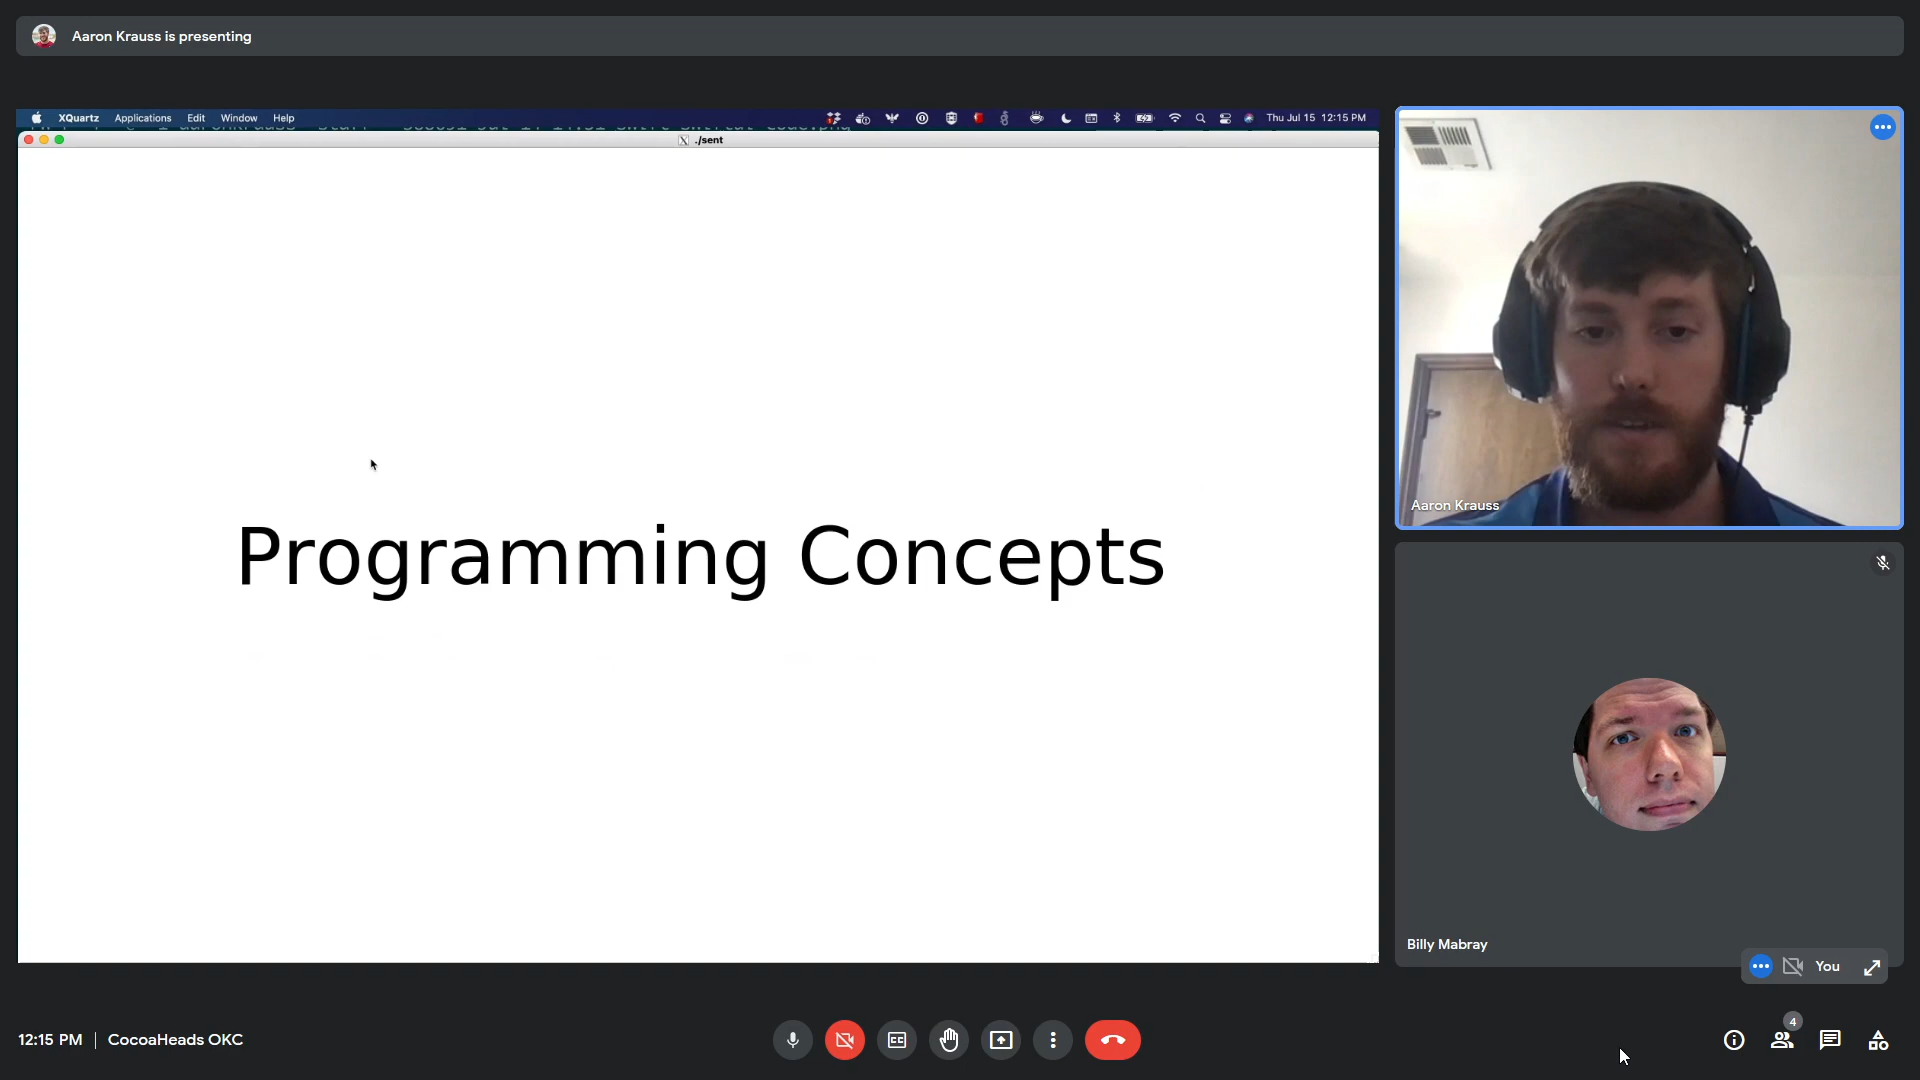 Aaron Krauss is presenting
XQuartz Applications Edit Window Help
Thu Jul 15 12:15 PM
./sent
Programming Concepts
Aaron Krauss
Billy Mabray
You
12:15 PM | CocoaHeads OKC
4